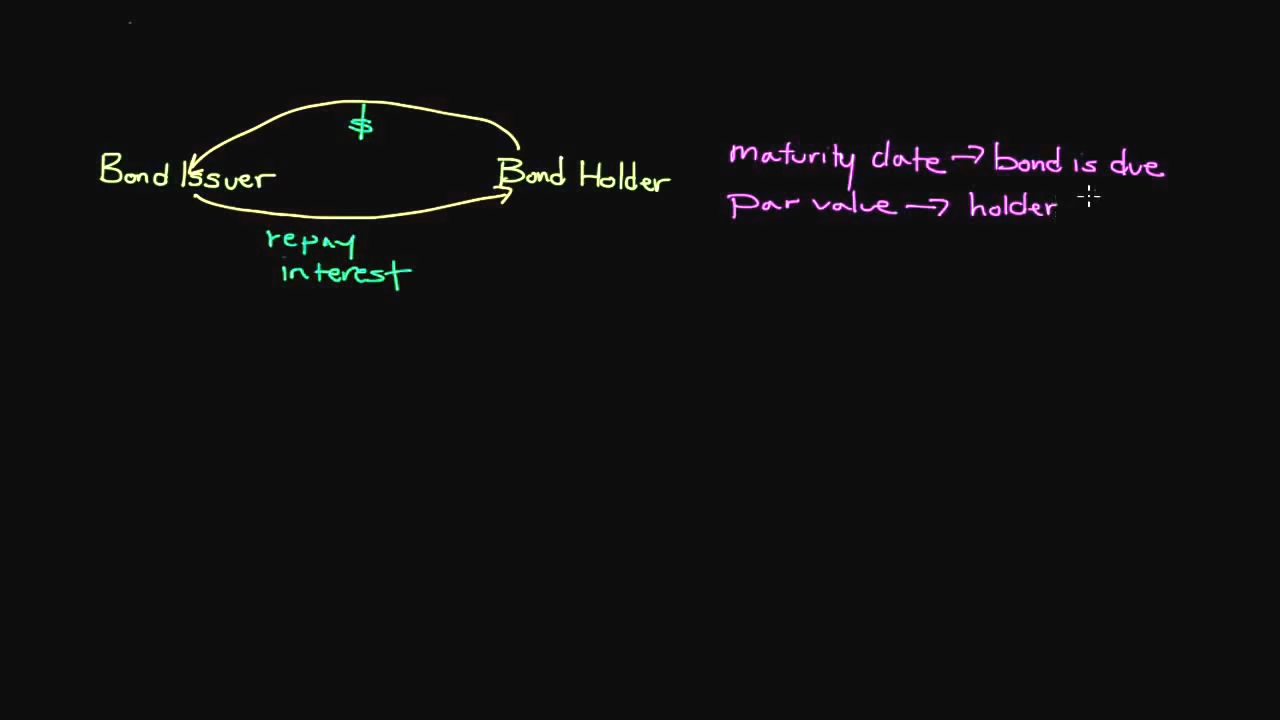 $
Bond Issuer
Bond Holder
repay
interest
maturity date → bond is due
par value → holder